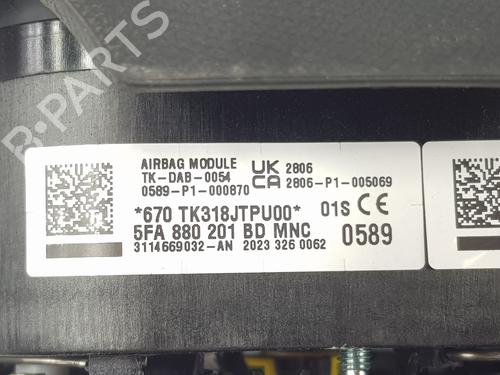 B-PARTS
AIRBAG MODULE
TK-DAB-0054
0589-P1-000870
UK CA
2806
2806-P1-005069
*670 TK318JTPU00* 01S CE
5FA 880 201 BD MNC 0589
3114669032-AN 2023 326 0062